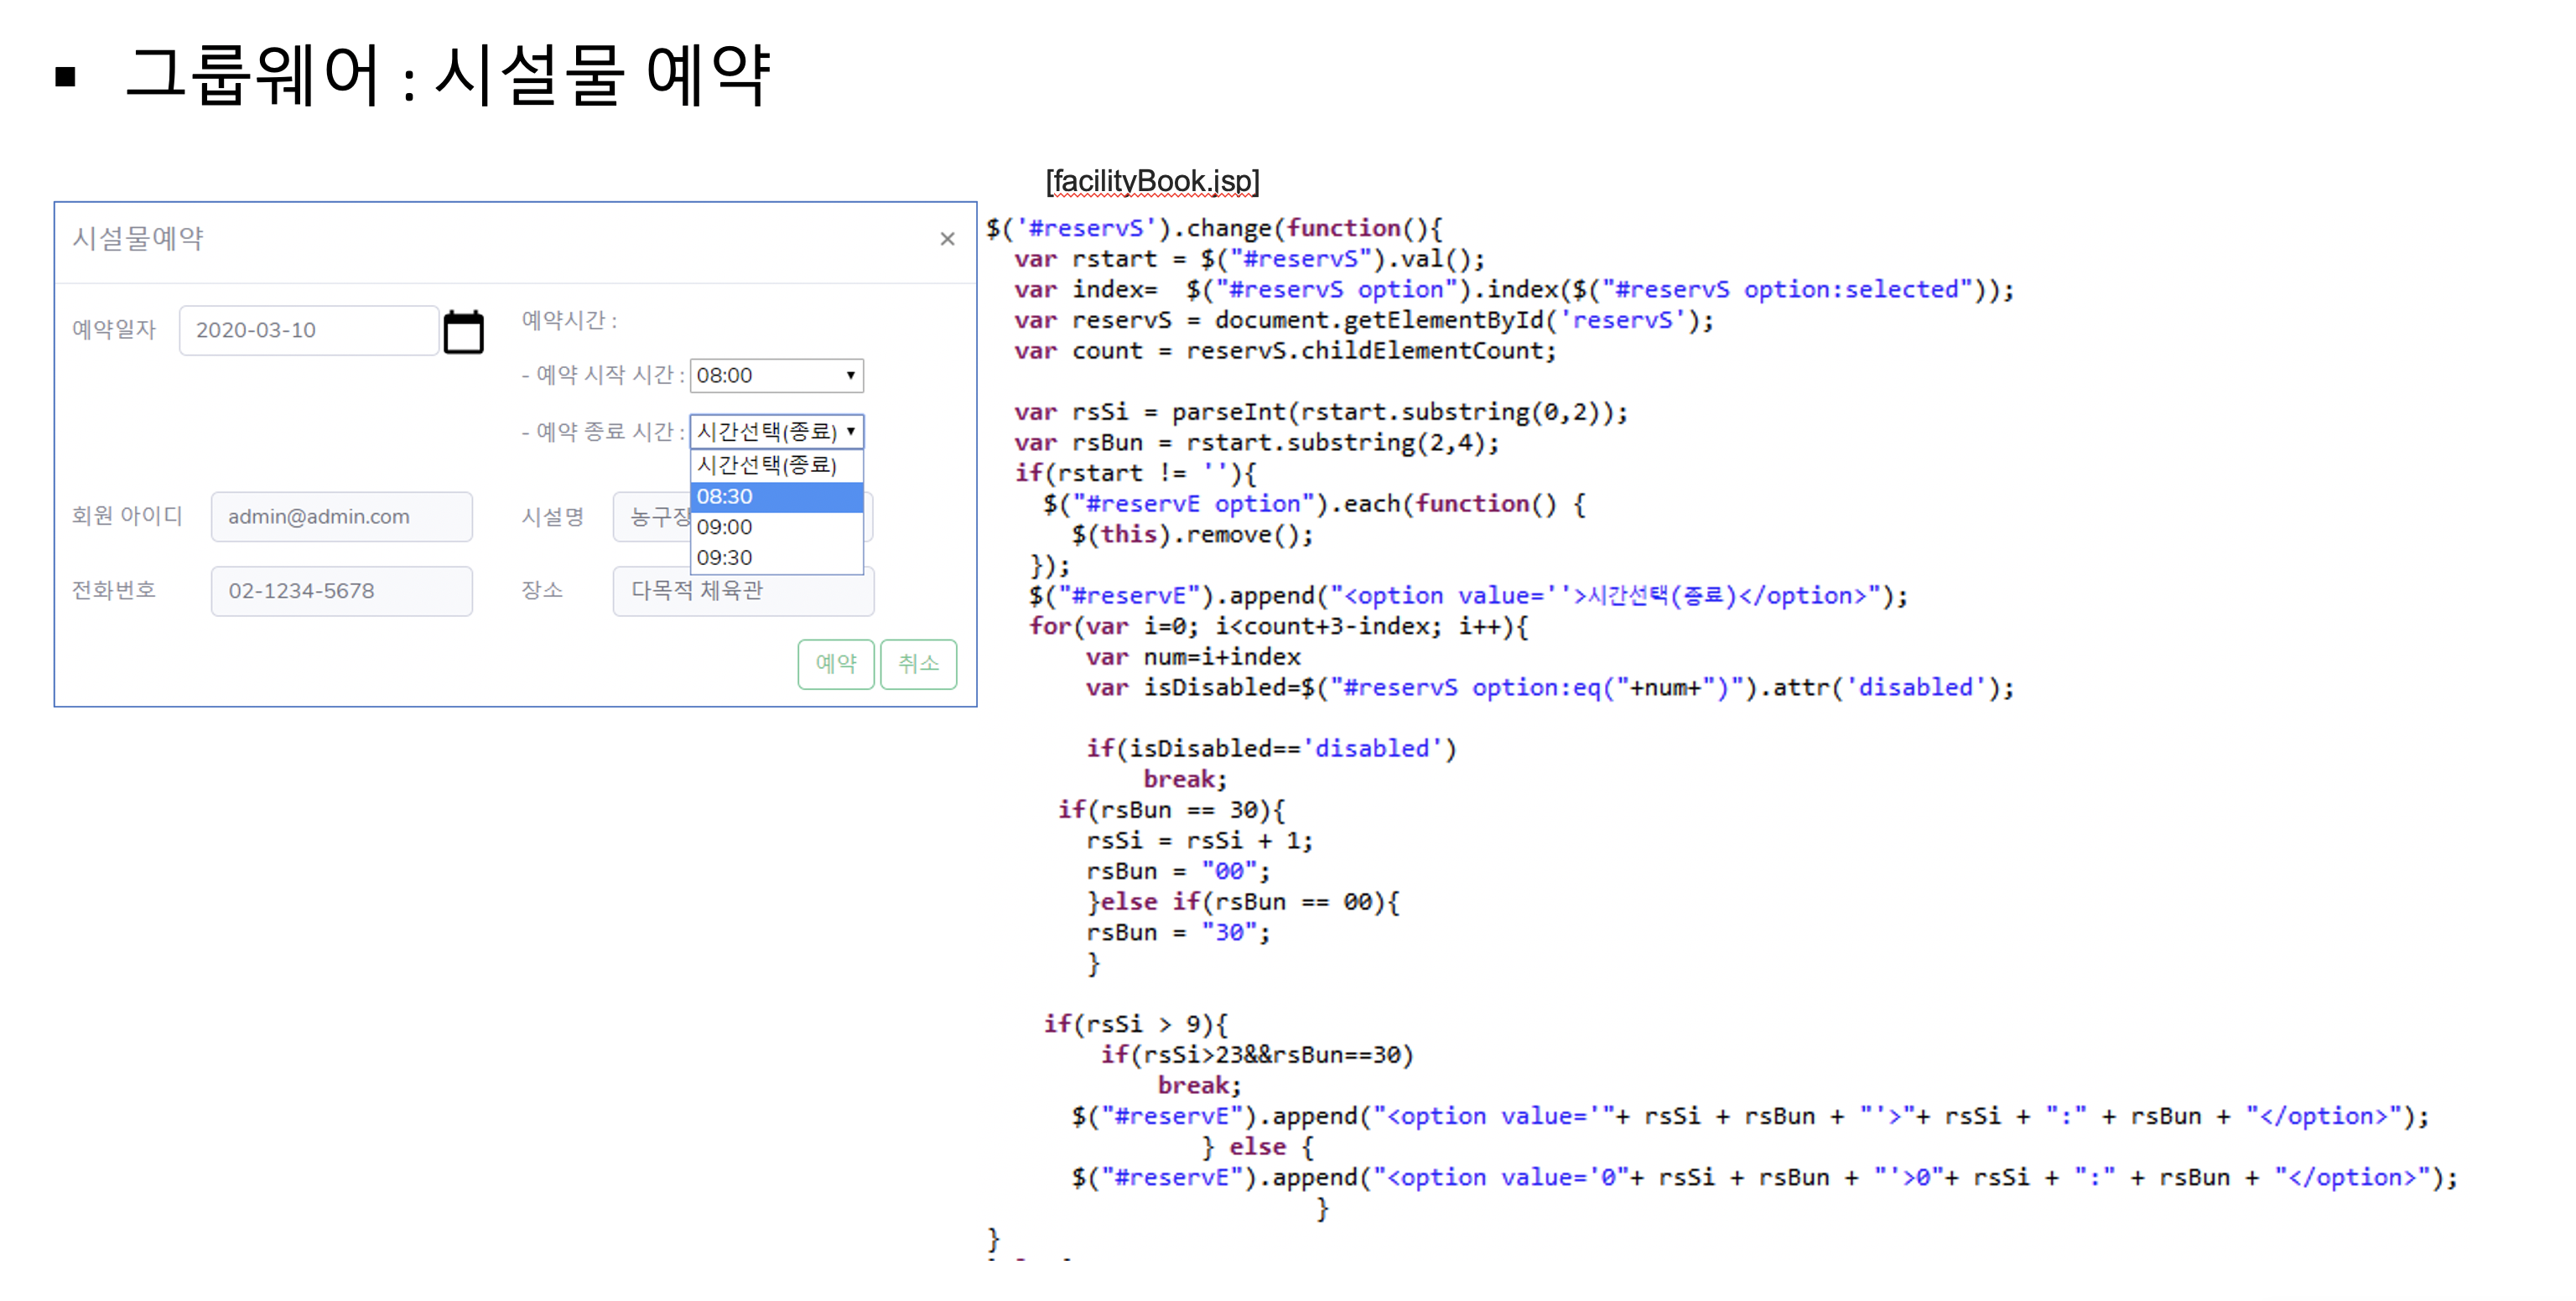 ▪ 그룹웨어 : 시설물 예약
시설물예약 ×
예약일자 2020-03-10
예약시간 :
- 예약 시작 시간 : 08:00
- 예약 종료 시간 : 시간선택(종료)
시간선택(종료)
08:30
09:00
09:30
회원 아이디 admin@admin.com 시설명 농구장
전화번호 02-1234-5678 장소 다목적 체육관
예약 취소
[facilityBook.jsp]
$('#reservS').change(function(){
var rstart = $("#reservS").val();
var index=  $("#reservS option").index($("#reservS option:selected"));
var reservS = document.getElementById('reservS');
var count = reservS.childElementCount;
var rsSi = parseInt(rstart.substring(0,2));
var rsBun = rstart.substring(2,4);
if(rstart != ''){
$("#reservE option").each(function() {
$(this).remove();
});
$("#reservE").append("<option value=''>시간선택(종료)</option>");
for(var i=0; i<count+3-index; i++){
var num=i+index
var isDisabled=$("#reservS option:eq("+num+")").attr('disabled');
if(isDisabled=='disabled')
break;
if(rsBun == 30){
rsSi = rsSi + 1;
rsBun = "00";
}else if(rsBun == 00){
rsBun = "30";
}
if(rsSi > 9){
if(rsSi>23&&rsBun==30)
break;
$("#reservE").append("<option value='"+ rsSi + rsBun + "'>"+ rsSi + ":" + rsBun + "</option>");
} else {
$("#reservE").append("<option value='0"+ rsSi + rsBun + "'>0"+ rsSi + ":" + rsBun + "</option>");
}
}